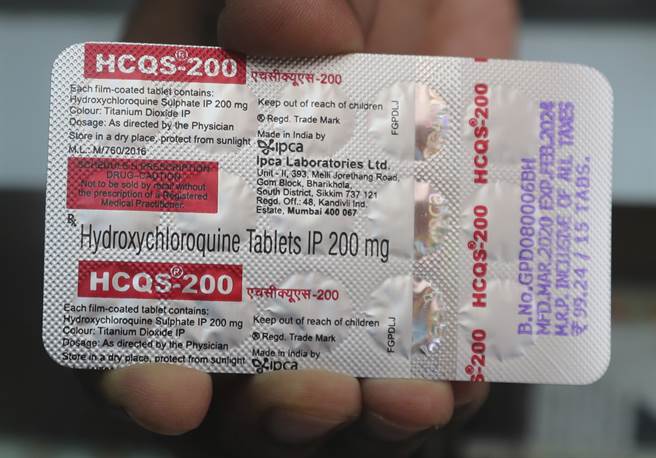 HCQS®-200 एचसीक्यूएस-200
Each film-coated tablet contains:
Hydroxychloroquine Sulphate IP 200 mg
Colour: Titanium Dioxide IP
Dosage: As directed by the Physician
Store in a dry place, protect from sunlight
M.L.: M/760/2016
SCHEDULE H PRESCRIPTION
DRUG-CAUTION
Not to be sold by retail without
the prescription of a Registered
Medical Practitioner.
Keep out of reach of children
® Regd. Trade Mark
Made in India by
ipca
Ipca Laboratories Ltd.
Unit - II, 393, Melli Jorethang Road,
Gom Block, Bharikhola,
South District, Sikkim 737 121
Regd. Off.: 48, Kandivli Ind.
Estate, Mumbai 400 067
FGPDLJ
Rx
Hydroxychloroquine Tablets IP 200 mg
HCQS®-200 एचसीक्यूएस-200
Each film-coated tablet contains:
Hydroxychloroquine Sulphate IP 200 mg
Colour: Titanium Dioxide IP
Dosage: As directed by the Physician
Store in a dry place, protect from sunlight
Keep out of reach of children
® Regd. Trade Mark
Made in India by
ipca
FGPDLJ
HCQS®-200
HCQS®-200
S®-200
ipca
B.No.GPD080006BH
MFD.MAR.2020 EXP.FEB.2024
M.R.P. INCLUSIVE OF ALL TAXES
₹ 99.24 / 15 TABS.